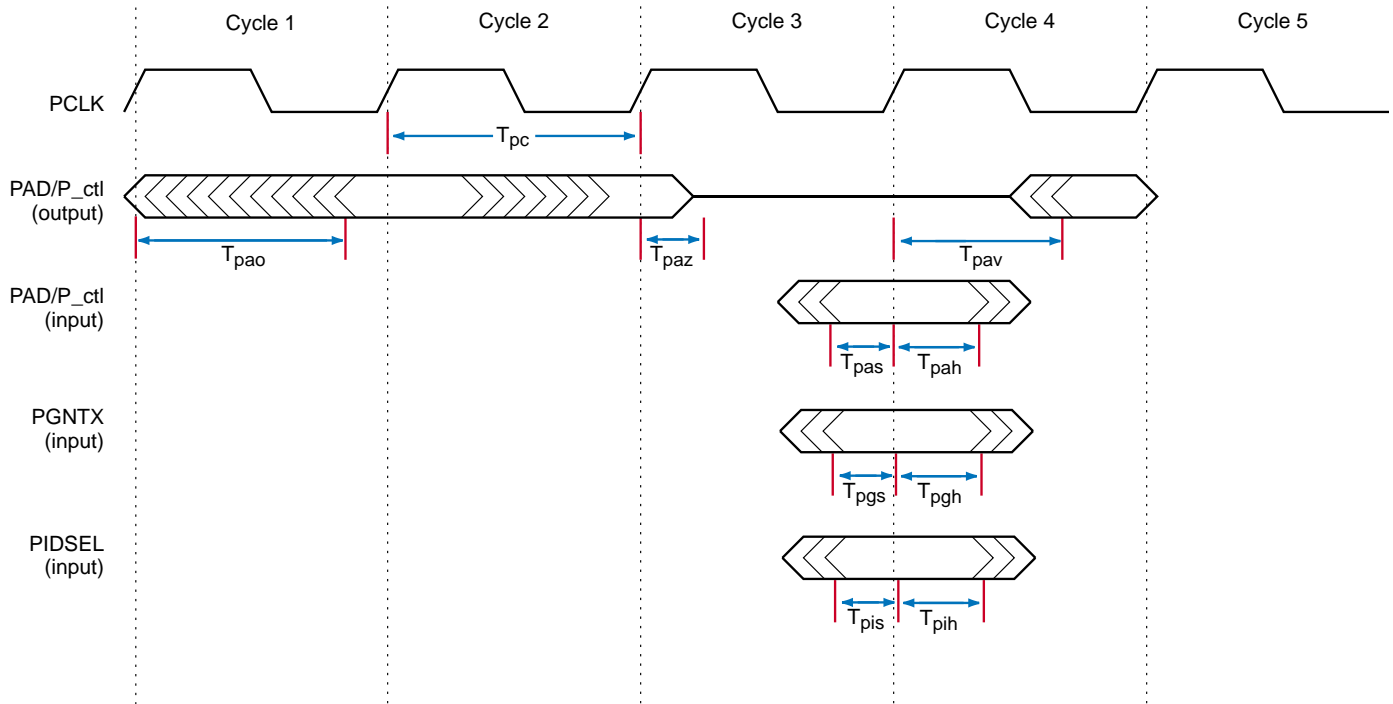 Cycle 1 Cycle 2 Cycle 3 Cycle 4 Cycle 5
PCLK
Tpc
PAD/P_ctl
(output)
Tpao Tpaz Tpav
PAD/P_ctl
(input)
Tpas Tpah
PGNTX
(input)
Tpgs Tpgh
PIDSEL
(input)
Tpis Tpih